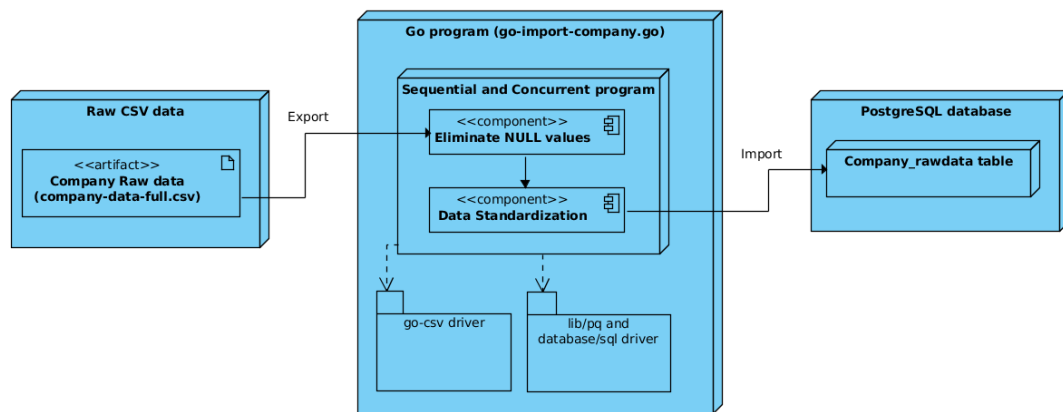 Go program (go-import-company.go)
Sequential and Concurrent program
Raw CSV data
PostgreSQL database
Export
<<component>>
Eliminate NULL values
<<artifact>>
Company Raw data
(company-data-full.csv)
Import
Company_rawdata table
<<component>>
Data Standardization
go-csv driver
lib/pq and
database/sql driver